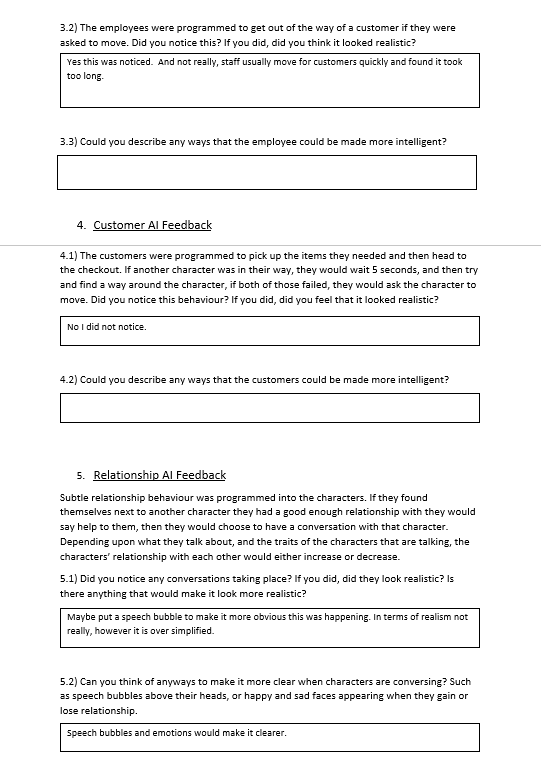 3.2) The employees were programmed to get out of the way of a customer if they were
asked to move. Did you notice this? If you did, did you think it looked realistic?
Yes this was noticed.  And not really, staff usually move for customers quickly and found it took
too long.
3.3) Could you describe any ways that the employee could be made more intelligent?
4. Customer AI Feedback
4.1) The customers were programmed to pick up the items they needed and then head to
the checkout. If another character was in their way, they would wait 5 seconds, and then try
and find a way around the character, if both of those failed, they would ask the character to
move. Did you notice this behaviour? If you did, did you feel that it looked realistic?
No I did not notice.
4.2) Could you describe any ways that the customers could be made more intelligent?
5. Relationship AI Feedback
Subtle relationship behaviour was programmed into the characters. If they found
themselves next to another character they had a good enough relationship with they would
say help to them, then they would choose to have a conversation with that character.
Depending upon what they talk about, and the traits of the characters that are talking, the
characters' relationship with each other would either increase or decrease.
5.1) Did you notice any conversations taking place? If you did, did they look realistic? Is
there anything that would make it look more realistic?
Maybe put a speech bubble to make it more obvious this was happening. In terms of realism not
really, however it is over simplified.
5.2) Can you think of anyways to make it more clear when characters are conversing? Such
as speech bubbles above their heads, or happy and sad faces appearing when they gain or
lose relationship.
Speech bubbles and emotions would make it clearer.